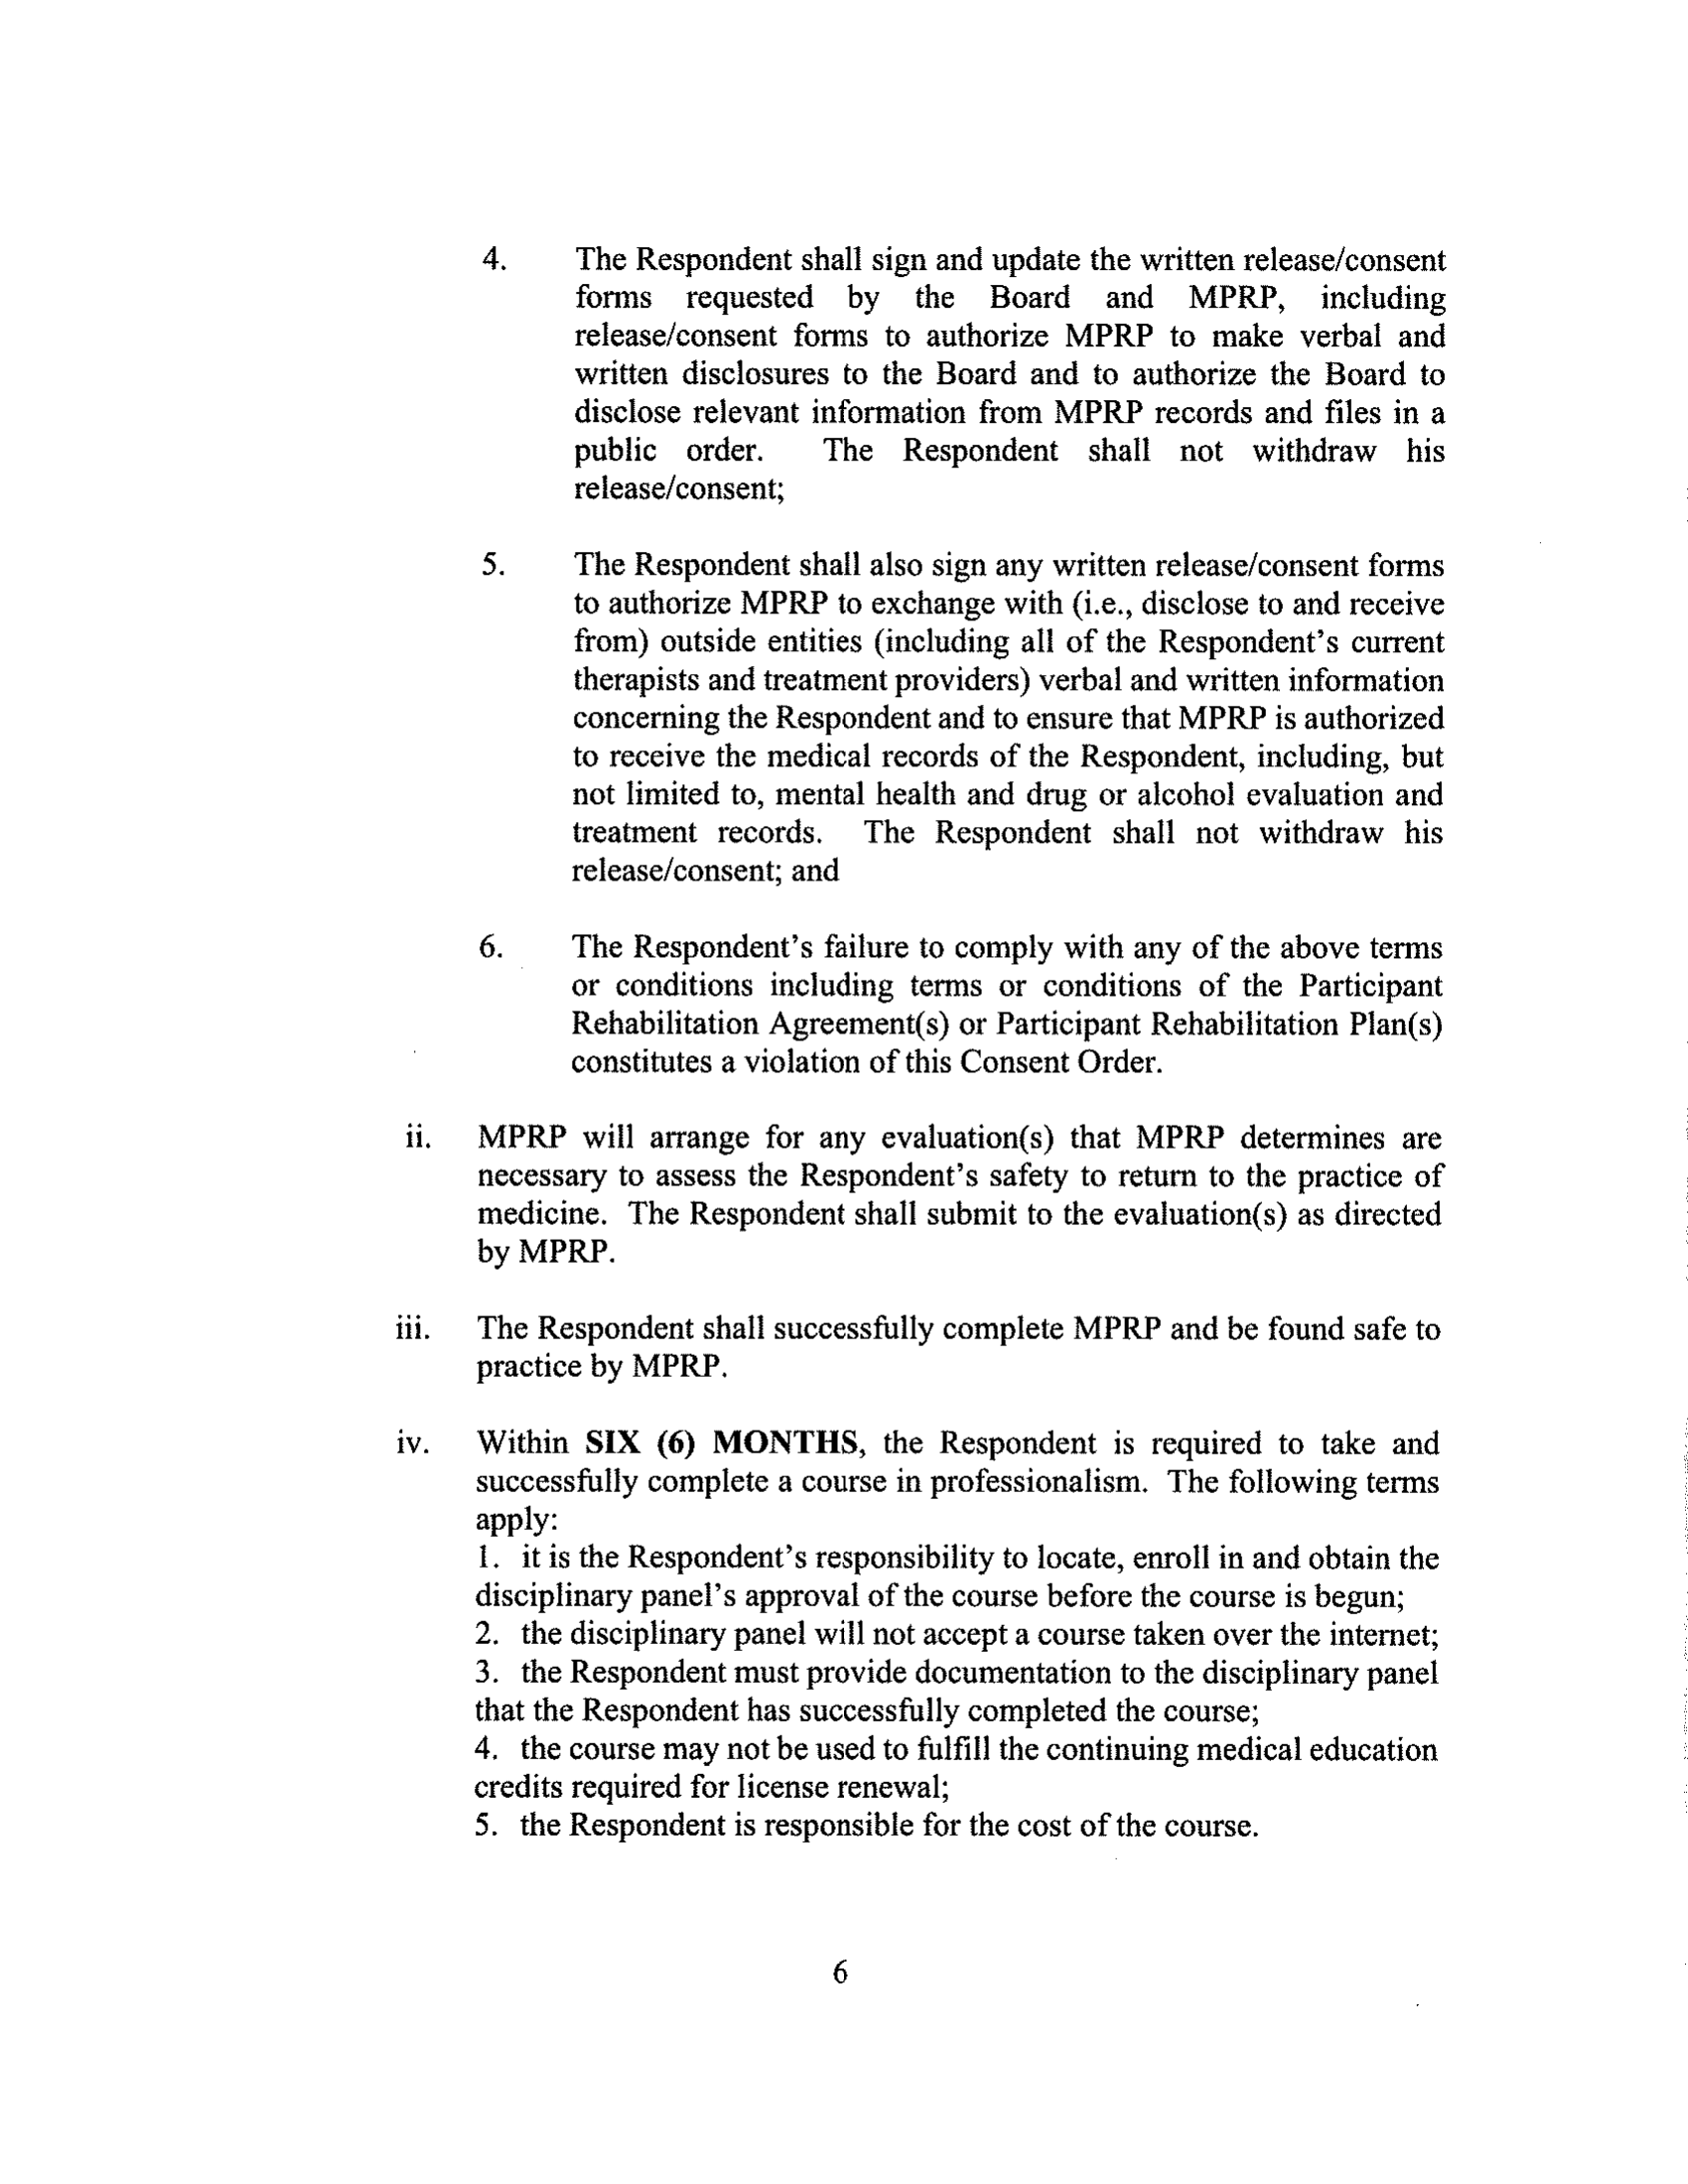 4. The Respondent shall sign and update the written release/consent
forms requested by the Board and MPRP, including
release/consent forms to authorize MPRP to make verbal and
written disclosures to the Board and to authorize the Board to
disclose relevant information from MPRP records and files in a
public order. The Respondent shall not withdraw his
release/consent;
5. The Respondent shall also sign any written release/consent forms
to authorize MPRP to exchange with (i.e., disclose to and receive
from) outside entities (including all of the Respondent's current
therapists and treatment providers) verbal and written information
concerning the Respondent and to ensure that MPRP is authorized
to receive the medical records of the Respondent, including, but
not limited to, mental health and drug or alcohol evaluation and
treatment records. The Respondent shall not withdraw his
release/consent; and
6. The Respondent's failure to comply with any of the above terms
or conditions including terms or conditions of the Participant
Rehabilitation Agreement(s) or Participant Rehabilitation Plan(s)
constitutes a violation of this Consent Order.
ii. MPRP will arrange for any evaluation(s) that MPRP determines are
necessary to assess the Respondent's safety to return to the practice of
medicine. The Respondent shall submit to the evaluation(s) as directed
by MPRP.
iii. The Respondent shall successfully complete MPRP and be found safe to
practice by MPRP.
iv. Within SIX (6) MONTHS, the Respondent is required to take and
successfully complete a course in professionalism. The following terms
apply:
1. it is the Respondent's responsibility to locate, enroll in and obtain the
disciplinary panel's approval of the course before the course is begun;
2. the disciplinary panel will not accept a course taken over the internet;
3. the Respondent must provide documentation to the disciplinary panel
that the Respondent has successfully completed the course;
4. the course may not be used to fulfill the continuing medical education
credits required for license renewal;
5. the Respondent is responsible for the cost of the course.
6